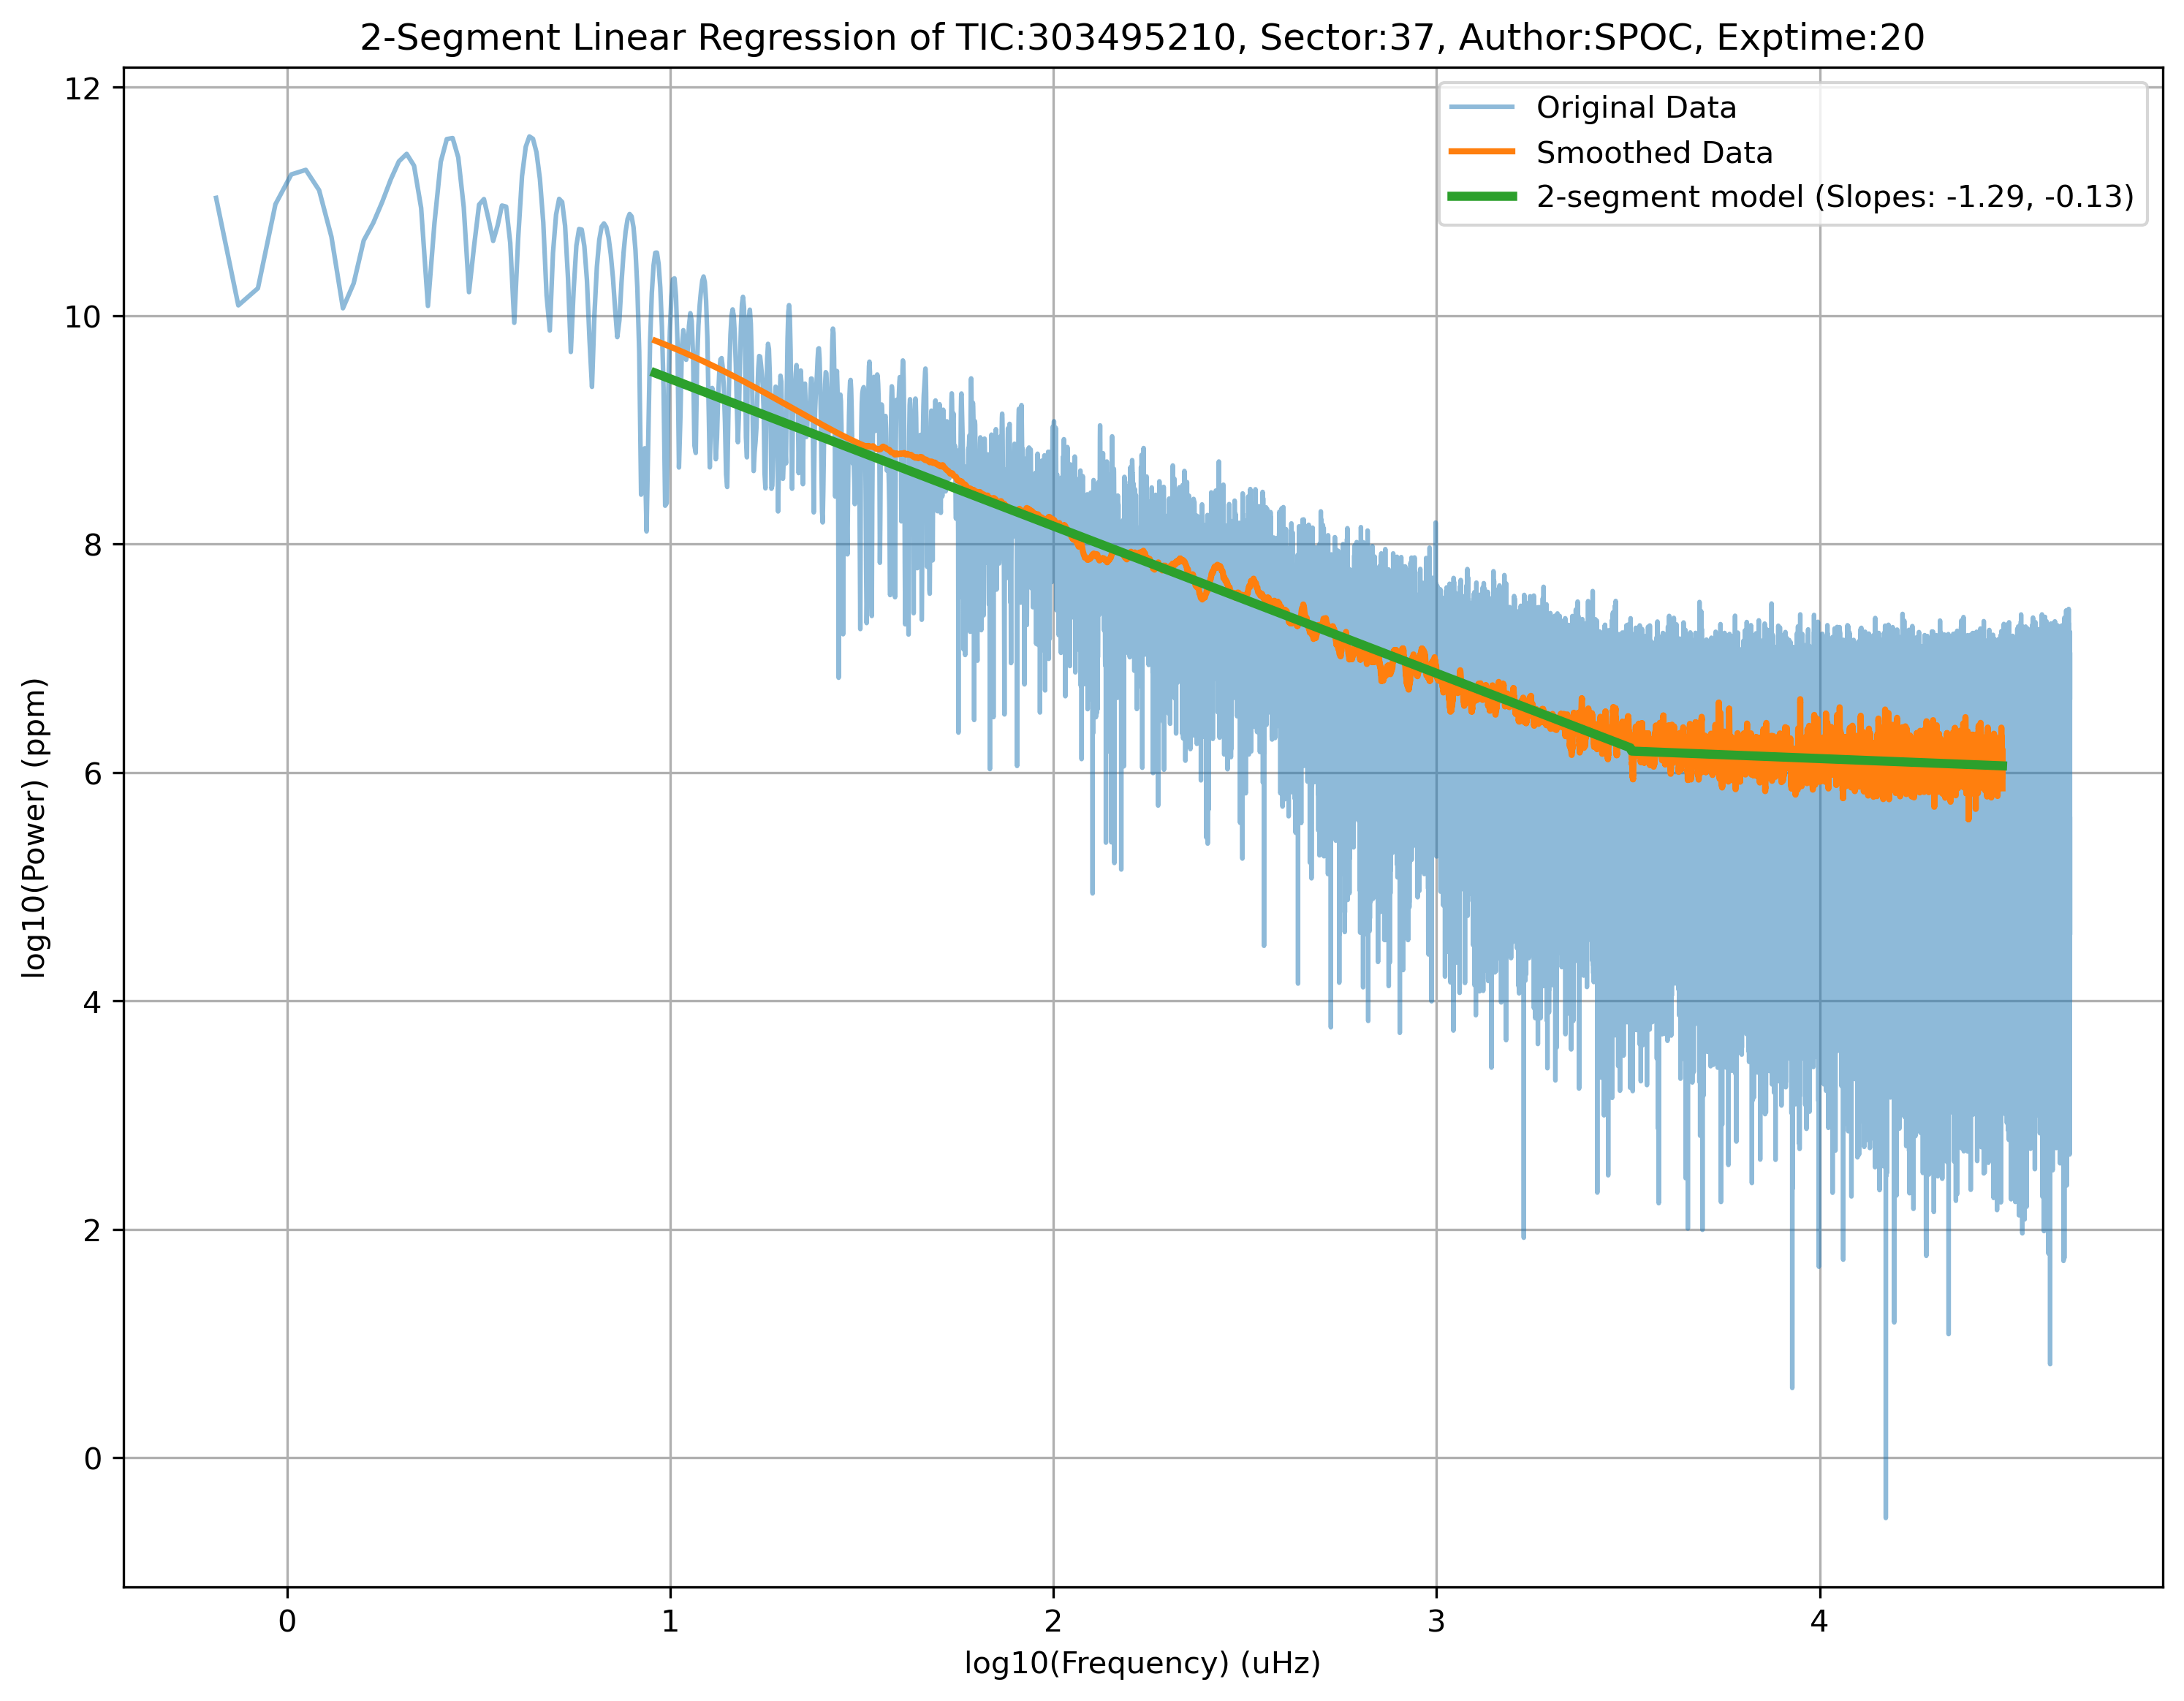 2-Segment Linear Regression of TIC:303495210, Sector:37, Author:SPOC, Exptime:20
Original Data
Smoothed Data
2-segment model (Slopes: -1.29, -0.13)
log10(Power) (ppm)
12
10
8
6
4
2
0
0 1 2 3 4
log10(Frequency) (uHz)